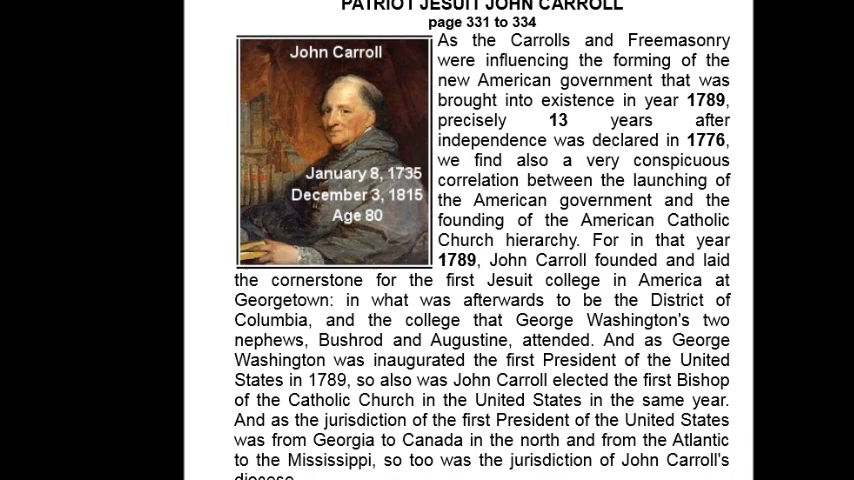 PATRIOT JESUIT JOHN CARROLL
page 331 to 334
John Carroll
January 8, 1735
December 3, 1815
Age 80
As the Carrolls and Freemasonry
were influencing the forming of the
new American government that was
brought into existence in year 1789,
precisely 13 years after
independence was declared in 1776,
we find also a very conspicuous
correlation between the launching of
the American government and the
founding of the American Catholic
Church hierarchy. For in that year
1789, John Carroll founded and laid
the cornerstone for the first Jesuit college in America at
Georgetown: in what was afterwards to be the District of
Columbia, and the college that George Washington's two
nephews, Bushrod and Augustine, attended. And as George
Washington was inaugurated the first President of the United
States in 1789, so also was John Carroll elected the first Bishop
of the Catholic Church in the United States in the same year.
And as the jurisdiction of the first President of the United States
was from Georgia to Canada in the north and from the Atlantic
to the Mississippi, so too was the jurisdiction of John Carroll's
diocese